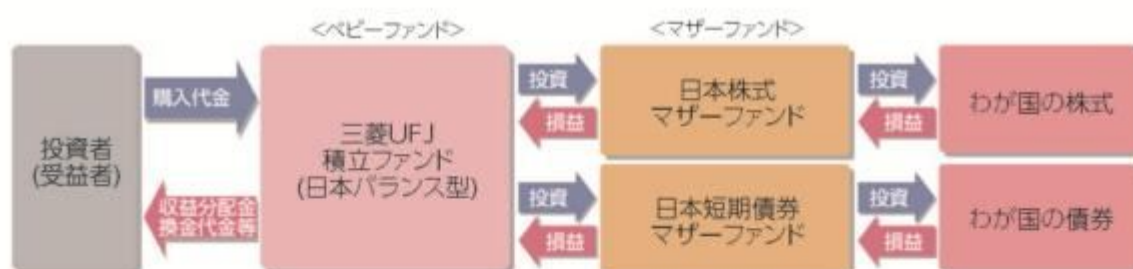 <ベビーファンド>
<マザーファンド>
投資者
(受益者)
購入代金
収益分配金
換金代金等
三菱UFJ
積立ファンド
(日本バランス型)
投資
損益
投資
損益
日本株式
マザーファンド
日本短期債券
マザーファンド
投資
損益
投資
損益
わが国の株式
わが国の債券